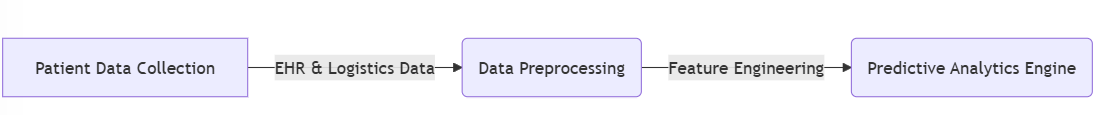 Patient Data Collection
EHR & Logistics Data
Data Preprocessing
Feature Engineering
Predictive Analytics Engine